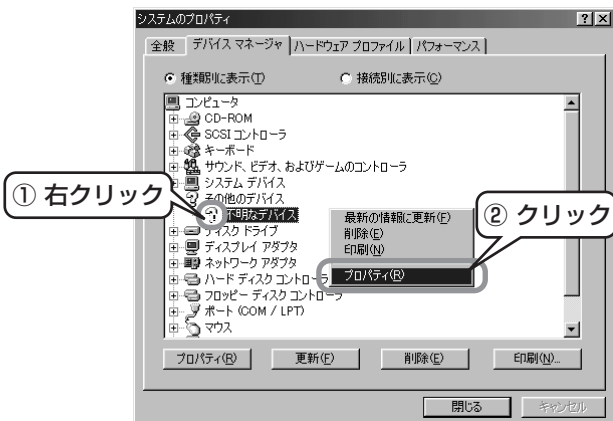 システムのプロパティ
全般 デバイス マネージャ ハードウェア プロファイル パフォーマンス
種類別に表示(T) 接続別に表示(C)
コンピュータ
CD-ROM
SCSI コントローラ
キーボード
サウンド、ビデオ、およびゲームのコントローラ
システム デバイス
① 右クリック
その他のデバイス
不明なデバイス
最新の情報に更新(F)
② クリック
ディスク ドライブ
削除(E)
ディスプレイ アダプタ
印刷(N)
ネットワーク アダプタ
ハード ディスク コントローラ
プロパティ(R)
フロッピー ディスク コントローラ
ポート (COM / LPT)
マウス
プロパティ(R) 更新(F) 削除(E) 印刷(N)...
閉じる キャンセル